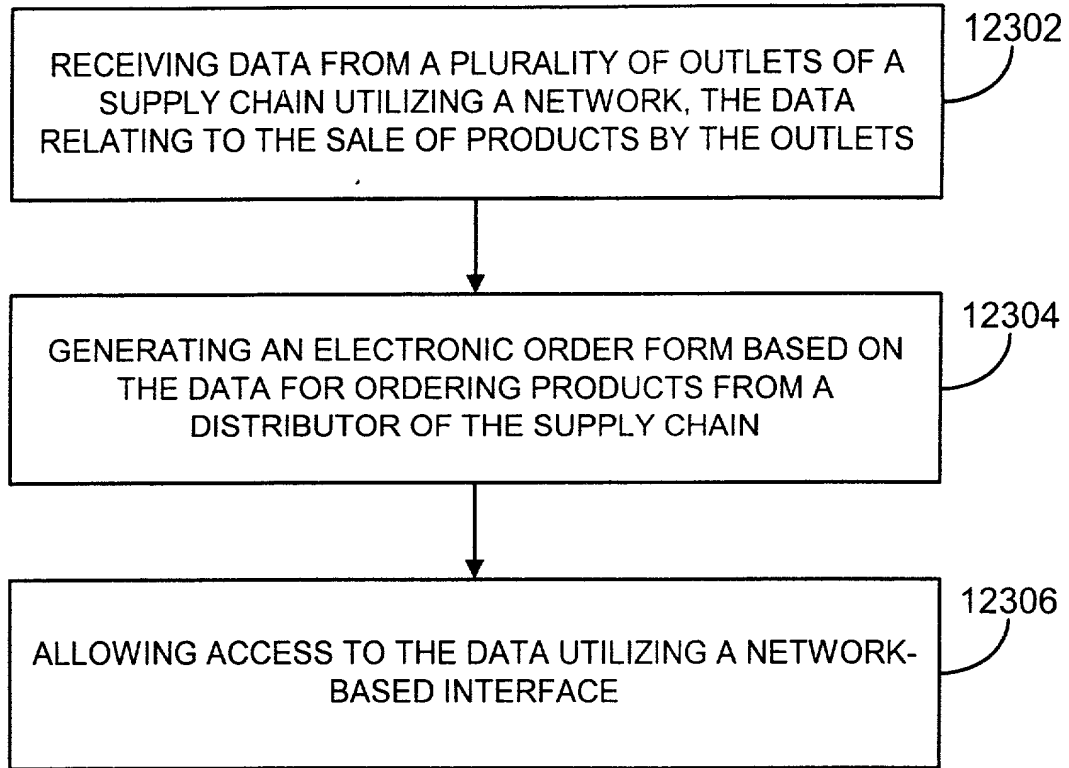 12302
RECEIVING DATA FROM A PLURALITY OF OUTLETS OF A
SUPPLY CHAIN UTILIZING A NETWORK, THE DATA
RELATING TO THE SALE OF PRODUCTS BY THE OUTLETS
12304
GENERATING AN ELECTRONIC ORDER FORM BASED ON
THE DATA FOR ORDERING PRODUCTS FROM A
DISTRIBUTOR OF THE SUPPLY CHAIN
12306
ALLOWING ACCESS TO THE DATA UTILIZING A NETWORK-
BASED INTERFACE